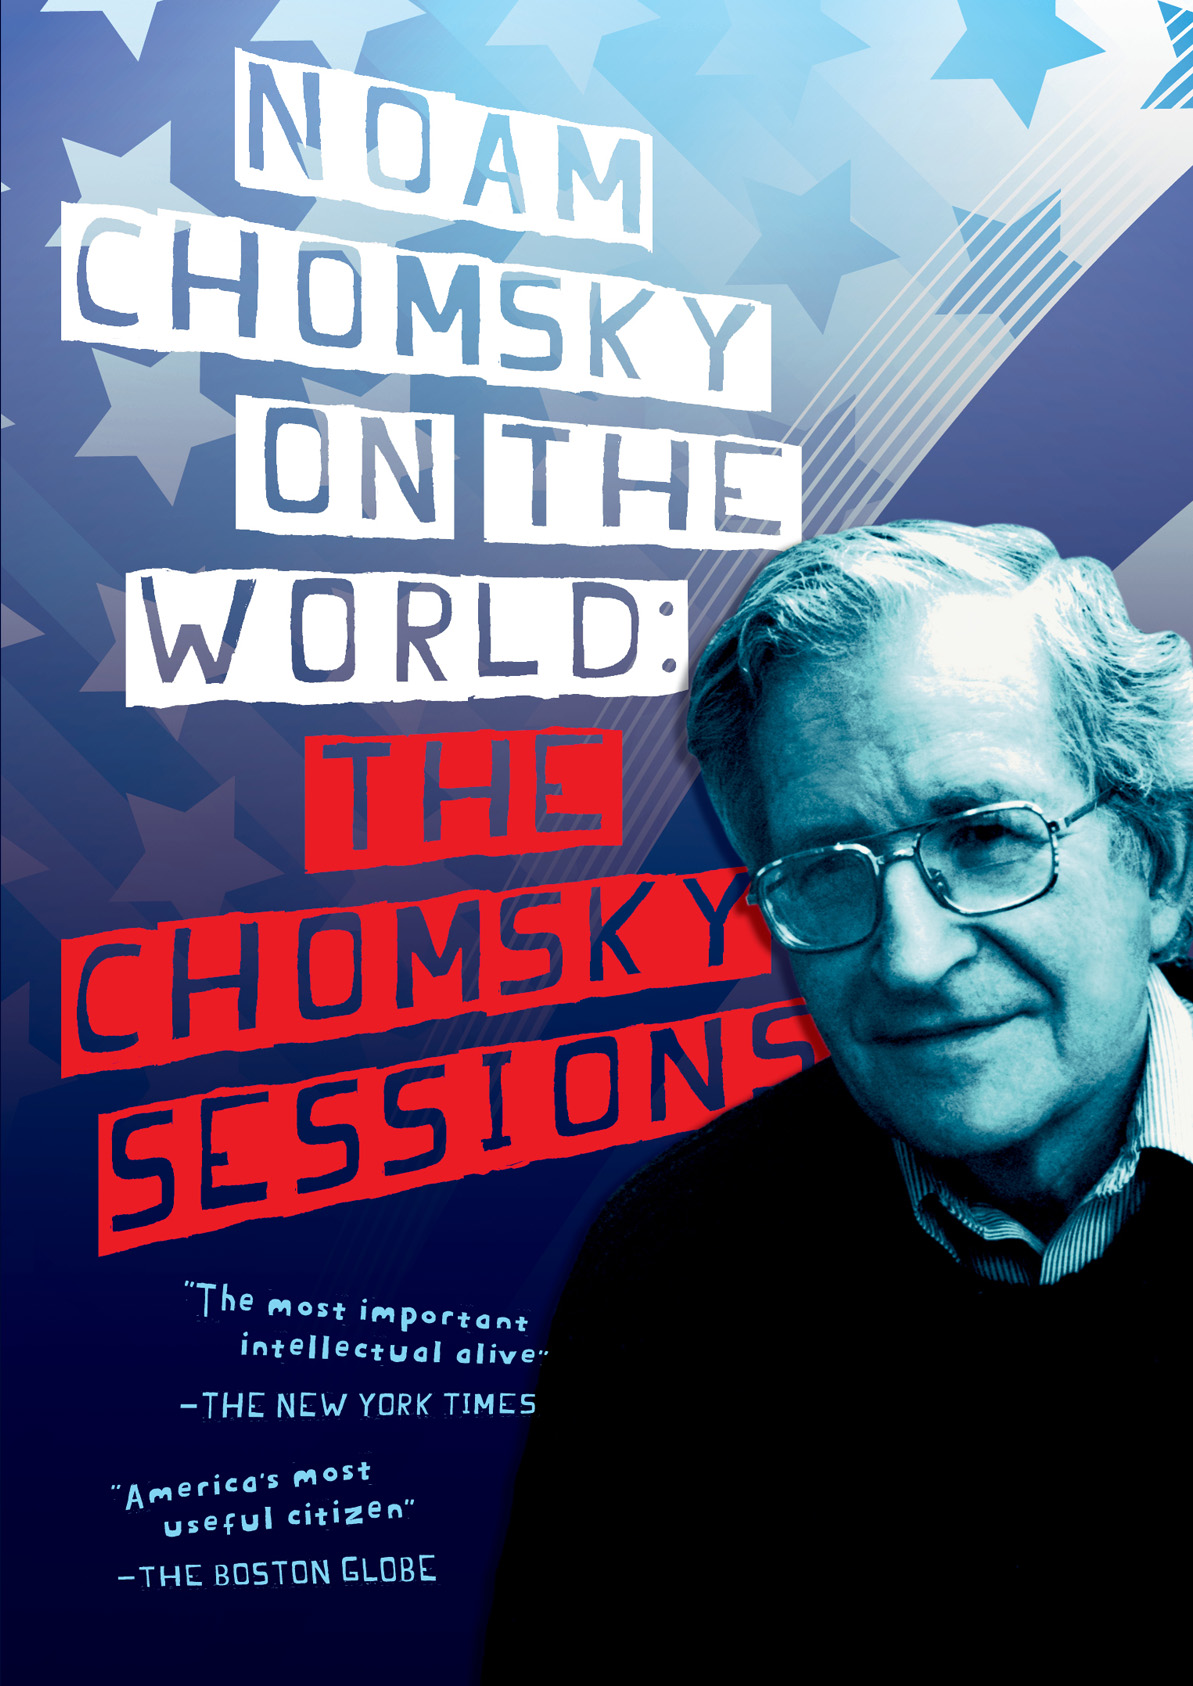 NOAM
CHOMSKY
ON THE
WORLD:
THE
CHOMSKY
SESSIONS
"The most important
intellectual alive"
–THE NEW YORK TIMES
"America's most
useful citizen"
–THE BOSTON GLOBE